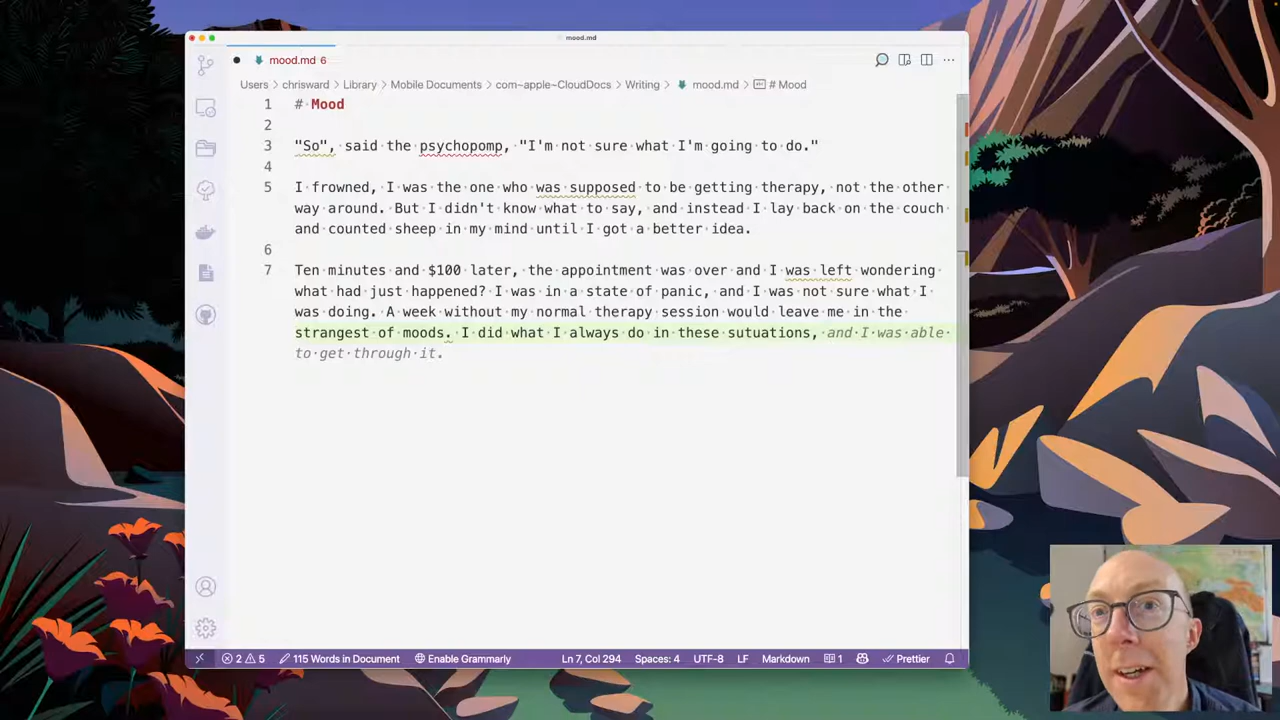 mood.md
mood.md 6
Users > chrisward > Library > Mobile Documents > com~apple~CloudDocs > Writing > mood.md > # Mood
1 # Mood
2
3 "So", said the psychopomp, "I'm not sure what I'm going to do."
4
5 I frowned, I was the one who was supposed to be getting therapy, not the other
way around. But I didn't know what to say, and instead I lay back on the couch
and counted sheep in my mind until I got a better idea.
6
7 Ten minutes and $100 later, the appointment was over and I was left wondering
what had just happened? I was in a state of panic, and I was not sure what I
was doing. A week without my normal therapy session would leave me in the
strangest of moods. I did what I always do in these sutuations, and I was able
to get through it.
2 5 115 Words in Document Enable Grammarly Ln 7, Col 294 Spaces: 4 UTF-8 LF Markdown 1 Prettier